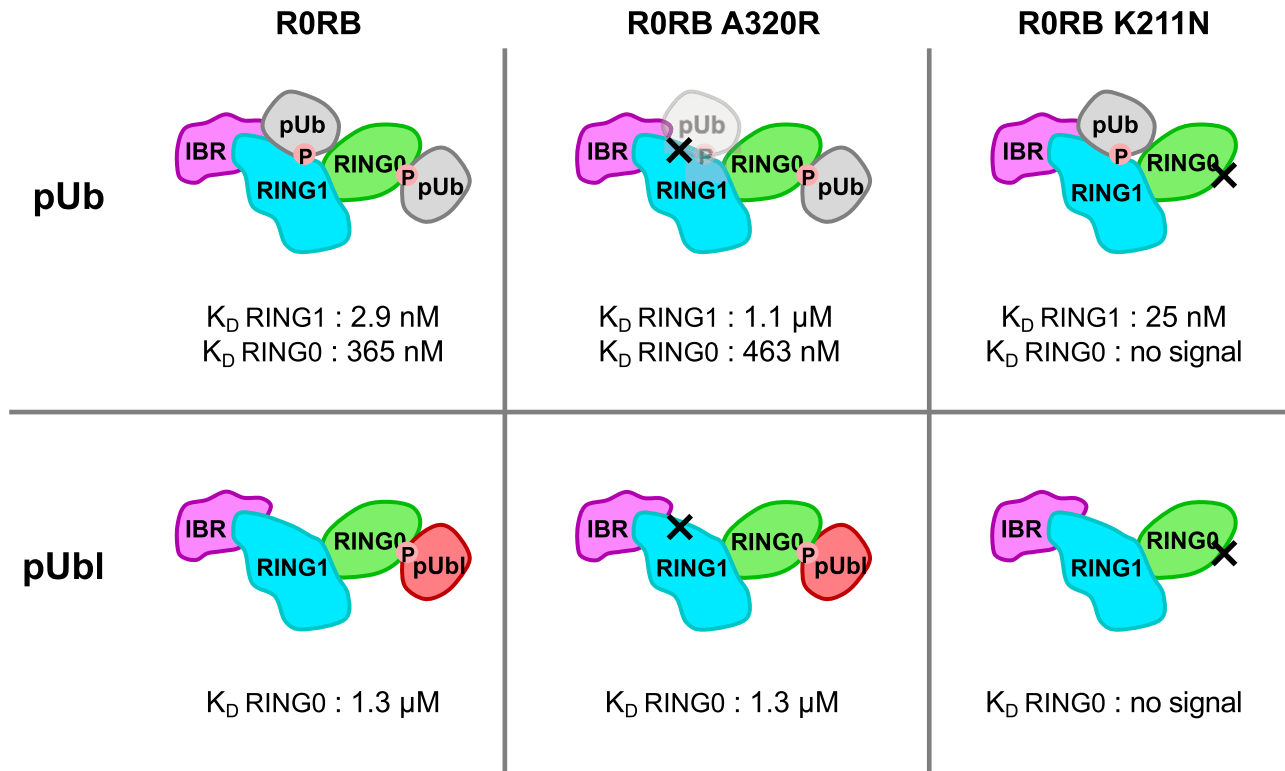 R0RB
R0RB A320R
R0RB K211N
pUb
pUb
P
IBR
RING1
RING0
P
pUb
K_D RING1 : 2.9 nM
K_D RING0 : 365 nM
pUb
P
IBR
RING1
RING0
P
pUb
K_D RING1 : 1.1 µM
K_D RING0 : 463 nM
pUb
P
IBR
RING1
RING0
K_D RING1 : 25 nM
K_D RING0 : no signal
pUbl
IBR
RING1
RING0
P
pUbl
K_D RING0 : 1.3 µM
IBR
RING1
RING0
P
pUbl
K_D RING0 : 1.3 µM
IBR
RING1
RING0
K_D RING0 : no signal